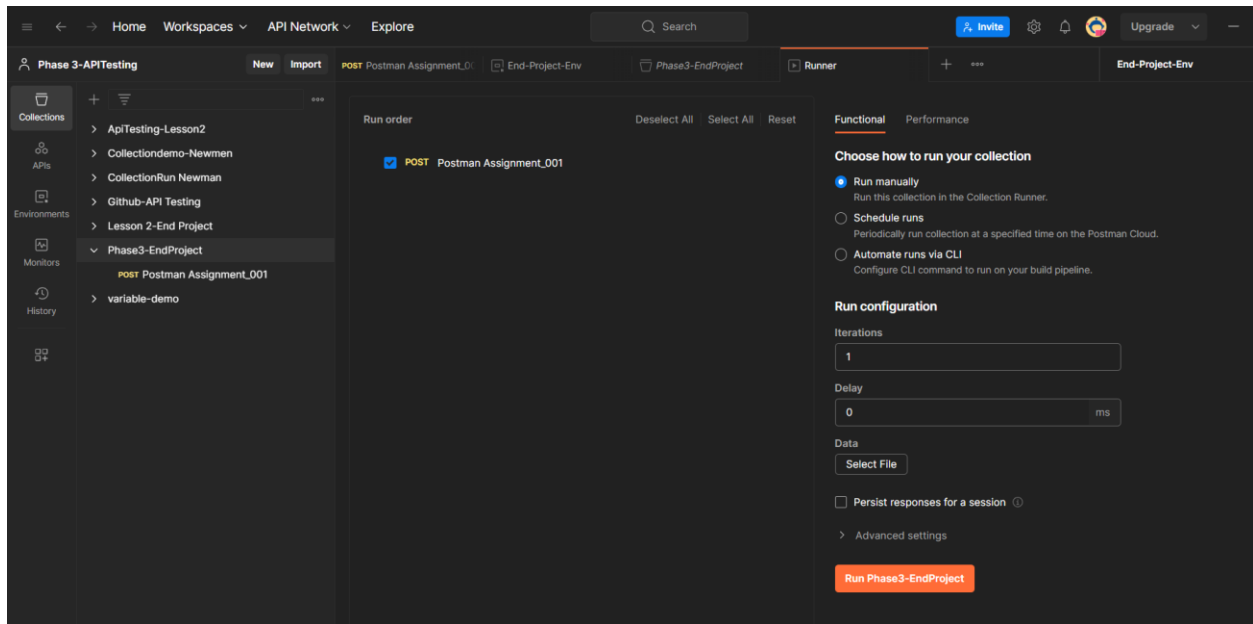 Home Workspaces API Network Explore Search Invite Upgrade
Phase 3-APITesting New Import POST Postman Assignment_0 End-Project-Env Phase3-EndProject Runner End-Project-Env
Collections
APIs
Environments
Monitors
History
ApiTesting-Lesson2
Collectiondemo-Newmen
CollectionRun Newman
Github-API Testing
Lesson 2-End Project
Phase3-EndProject
POST Postman Assignment_001
variable-demo
Run order Deselect All Select All Reset
POST Postman Assignment_001
Functional Performance
Choose how to run your collection
Run manually
Run this collection in the Collection Runner.
Schedule runs
Periodically run collection at a specified time on the Postman Cloud.
Automate runs via CLI
Configure CLI command to run on your build pipeline.
Run configuration
Iterations
1
Delay
0 ms
Data
Select File
Persist responses for a session
Advanced settings
Run Phase3-EndProject